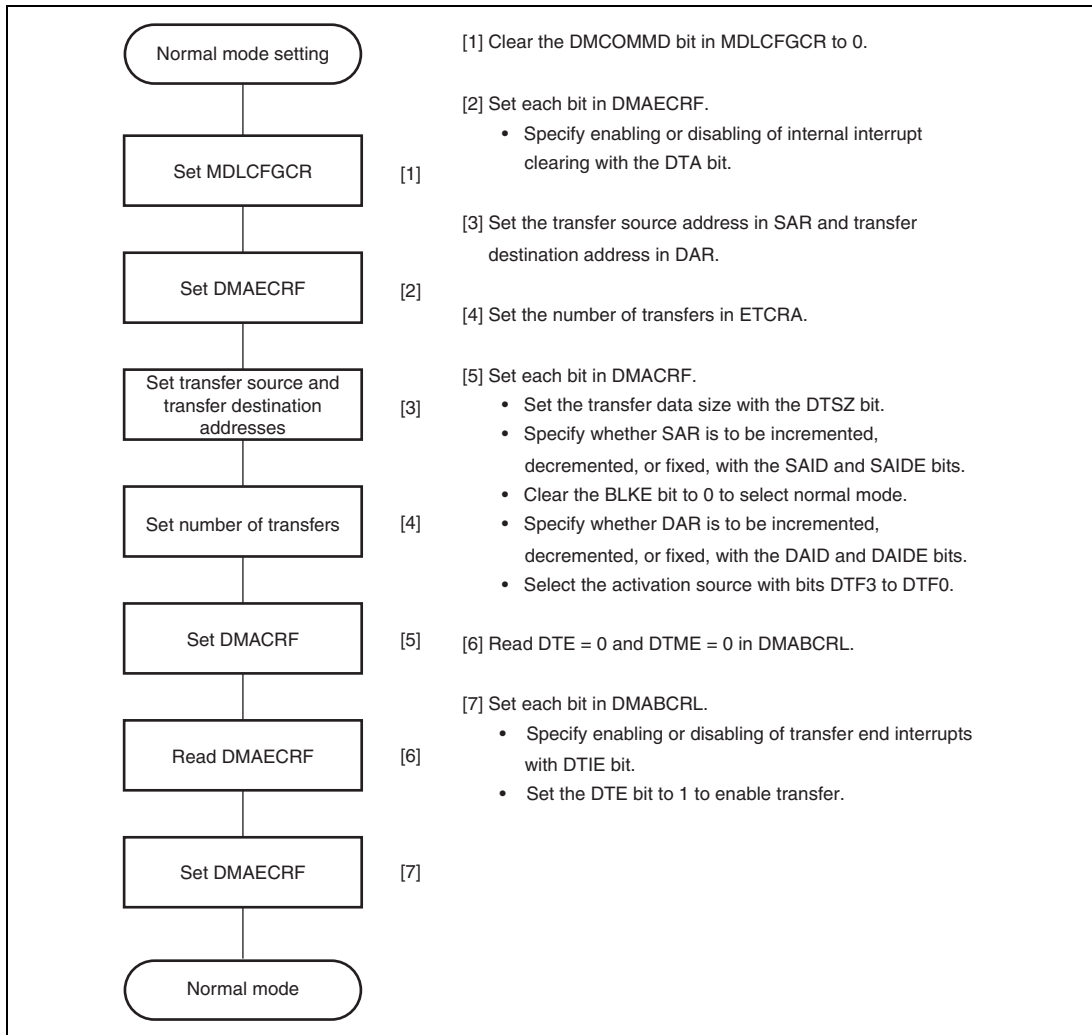 Normal mode setting
Set MDLCFGCR
[1]
Set DMAECRF
[2]
Set transfer source and
transfer destination
addresses
[3]
Set number of transfers
[4]
Set DMACRF
[5]
Read DMAECRF
[6]
Set DMAECRF
[7]
Normal mode
[1] Clear the DMCOMMD bit in MDLCFGCR to 0.
[2] Set each bit in DMAECRF.
• Specify enabling or disabling of internal interrupt
clearing with the DTA bit.
[3] Set the transfer source address in SAR and transfer
destination address in DAR.
[4] Set the number of transfers in ETCRA.
[5] Set each bit in DMACRF.
• Set the transfer data size with the DTSZ bit.
• Specify whether SAR is to be incremented,
decremented, or fixed, with the SAID and SAIDE bits.
• Clear the BLKE bit to 0 to select normal mode.
• Specify whether DAR is to be incremented,
decremented, or fixed, with the DAID and DAIDE bits.
• Select the activation source with bits DTF3 to DTF0.
[6] Read DTE = 0 and DTME = 0 in DMABCRL.
[7] Set each bit in DMABCRL.
• Specify enabling or disabling of transfer end interrupts
with DTIE bit.
• Set the DTE bit to 1 to enable transfer.